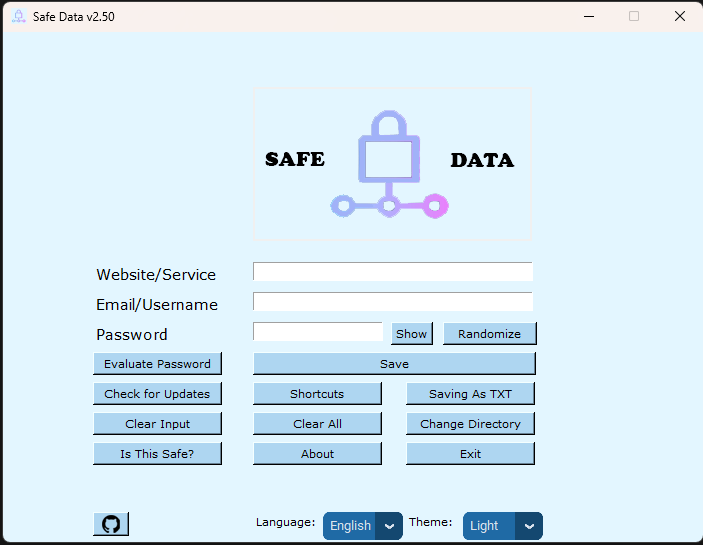 Safe Data v2.50
SAFE DATA
Website/Service
Email/Username
Password Show Randomize
Evaluate Password Save
Check for Updates Shortcuts Saving As TXT
Clear Input Clear All Change Directory
Is This Safe? About Exit
Language: English Theme: Light